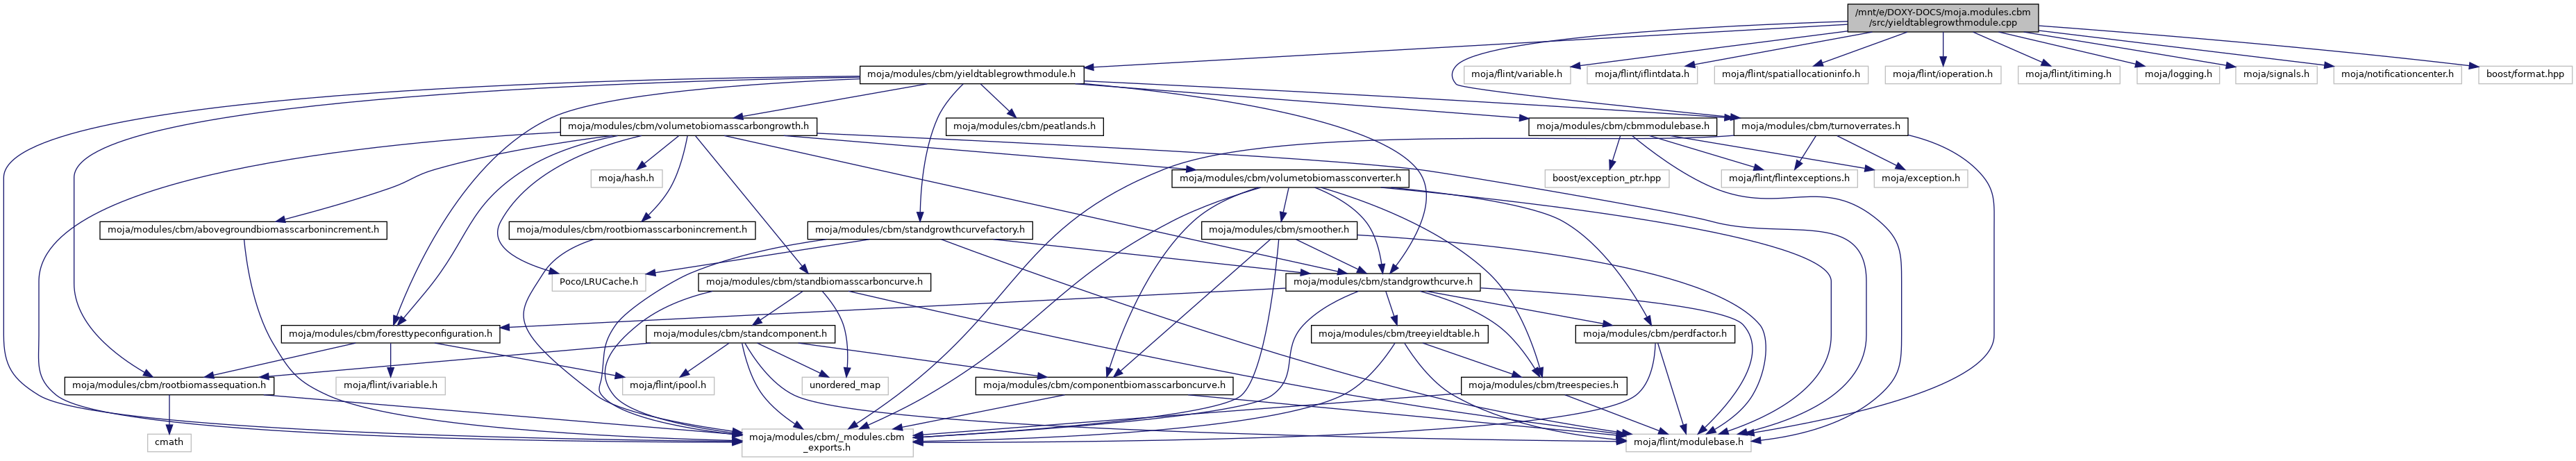 /mnt/e/DOXY-DOCS/moja.modules.cbm
/src/yieldtablegrowthmodule.cpp
moja/modules/cbm/yieldtablegrowthmodule.h
moja/flint/variable.h
moja/flint/iflintdata.h
moja/flint/spatiallocationinfo.h
moja/flint/ioperation.h
moja/flint/itiming.h
moja/logging.h
moja/signals.h
moja/notificationcenter.h
boost/format.hpp
moja/modules/cbm/volumetobiomasscarbongrowth.h
moja/modules/cbm/peatlands.h
moja/modules/cbm/cbmmodulebase.h
moja/modules/cbm/turnoverrates.h
moja/hash.h
moja/modules/cbm/volumetobiomassconverter.h
boost/exception_ptr.hpp
moja/flint/flintexceptions.h
moja/exception.h
moja/modules/cbm/abovegroundbiomasscarbonincrement.h
moja/modules/cbm/rootbiomasscarbonincrement.h
moja/modules/cbm/standgrowthcurvefactory.h
moja/modules/cbm/smoother.h
Poco/LRUCache.h
moja/modules/cbm/standbiomasscarboncurve.h
moja/modules/cbm/standgrowthcurve.h
moja/modules/cbm/foresttypeconfiguration.h
moja/modules/cbm/standcomponent.h
moja/modules/cbm/treeyieldtable.h
moja/modules/cbm/perdfactor.h
moja/modules/cbm/rootbiomassequation.h
moja/flint/ivariable.h
moja/flint/ipool.h
unordered_map
moja/modules/cbm/componentbiomasscarboncurve.h
moja/modules/cbm/treespecies.h
cmath
moja/modules/cbm/_modules.cbm
_exports.h
moja/flint/modulebase.h